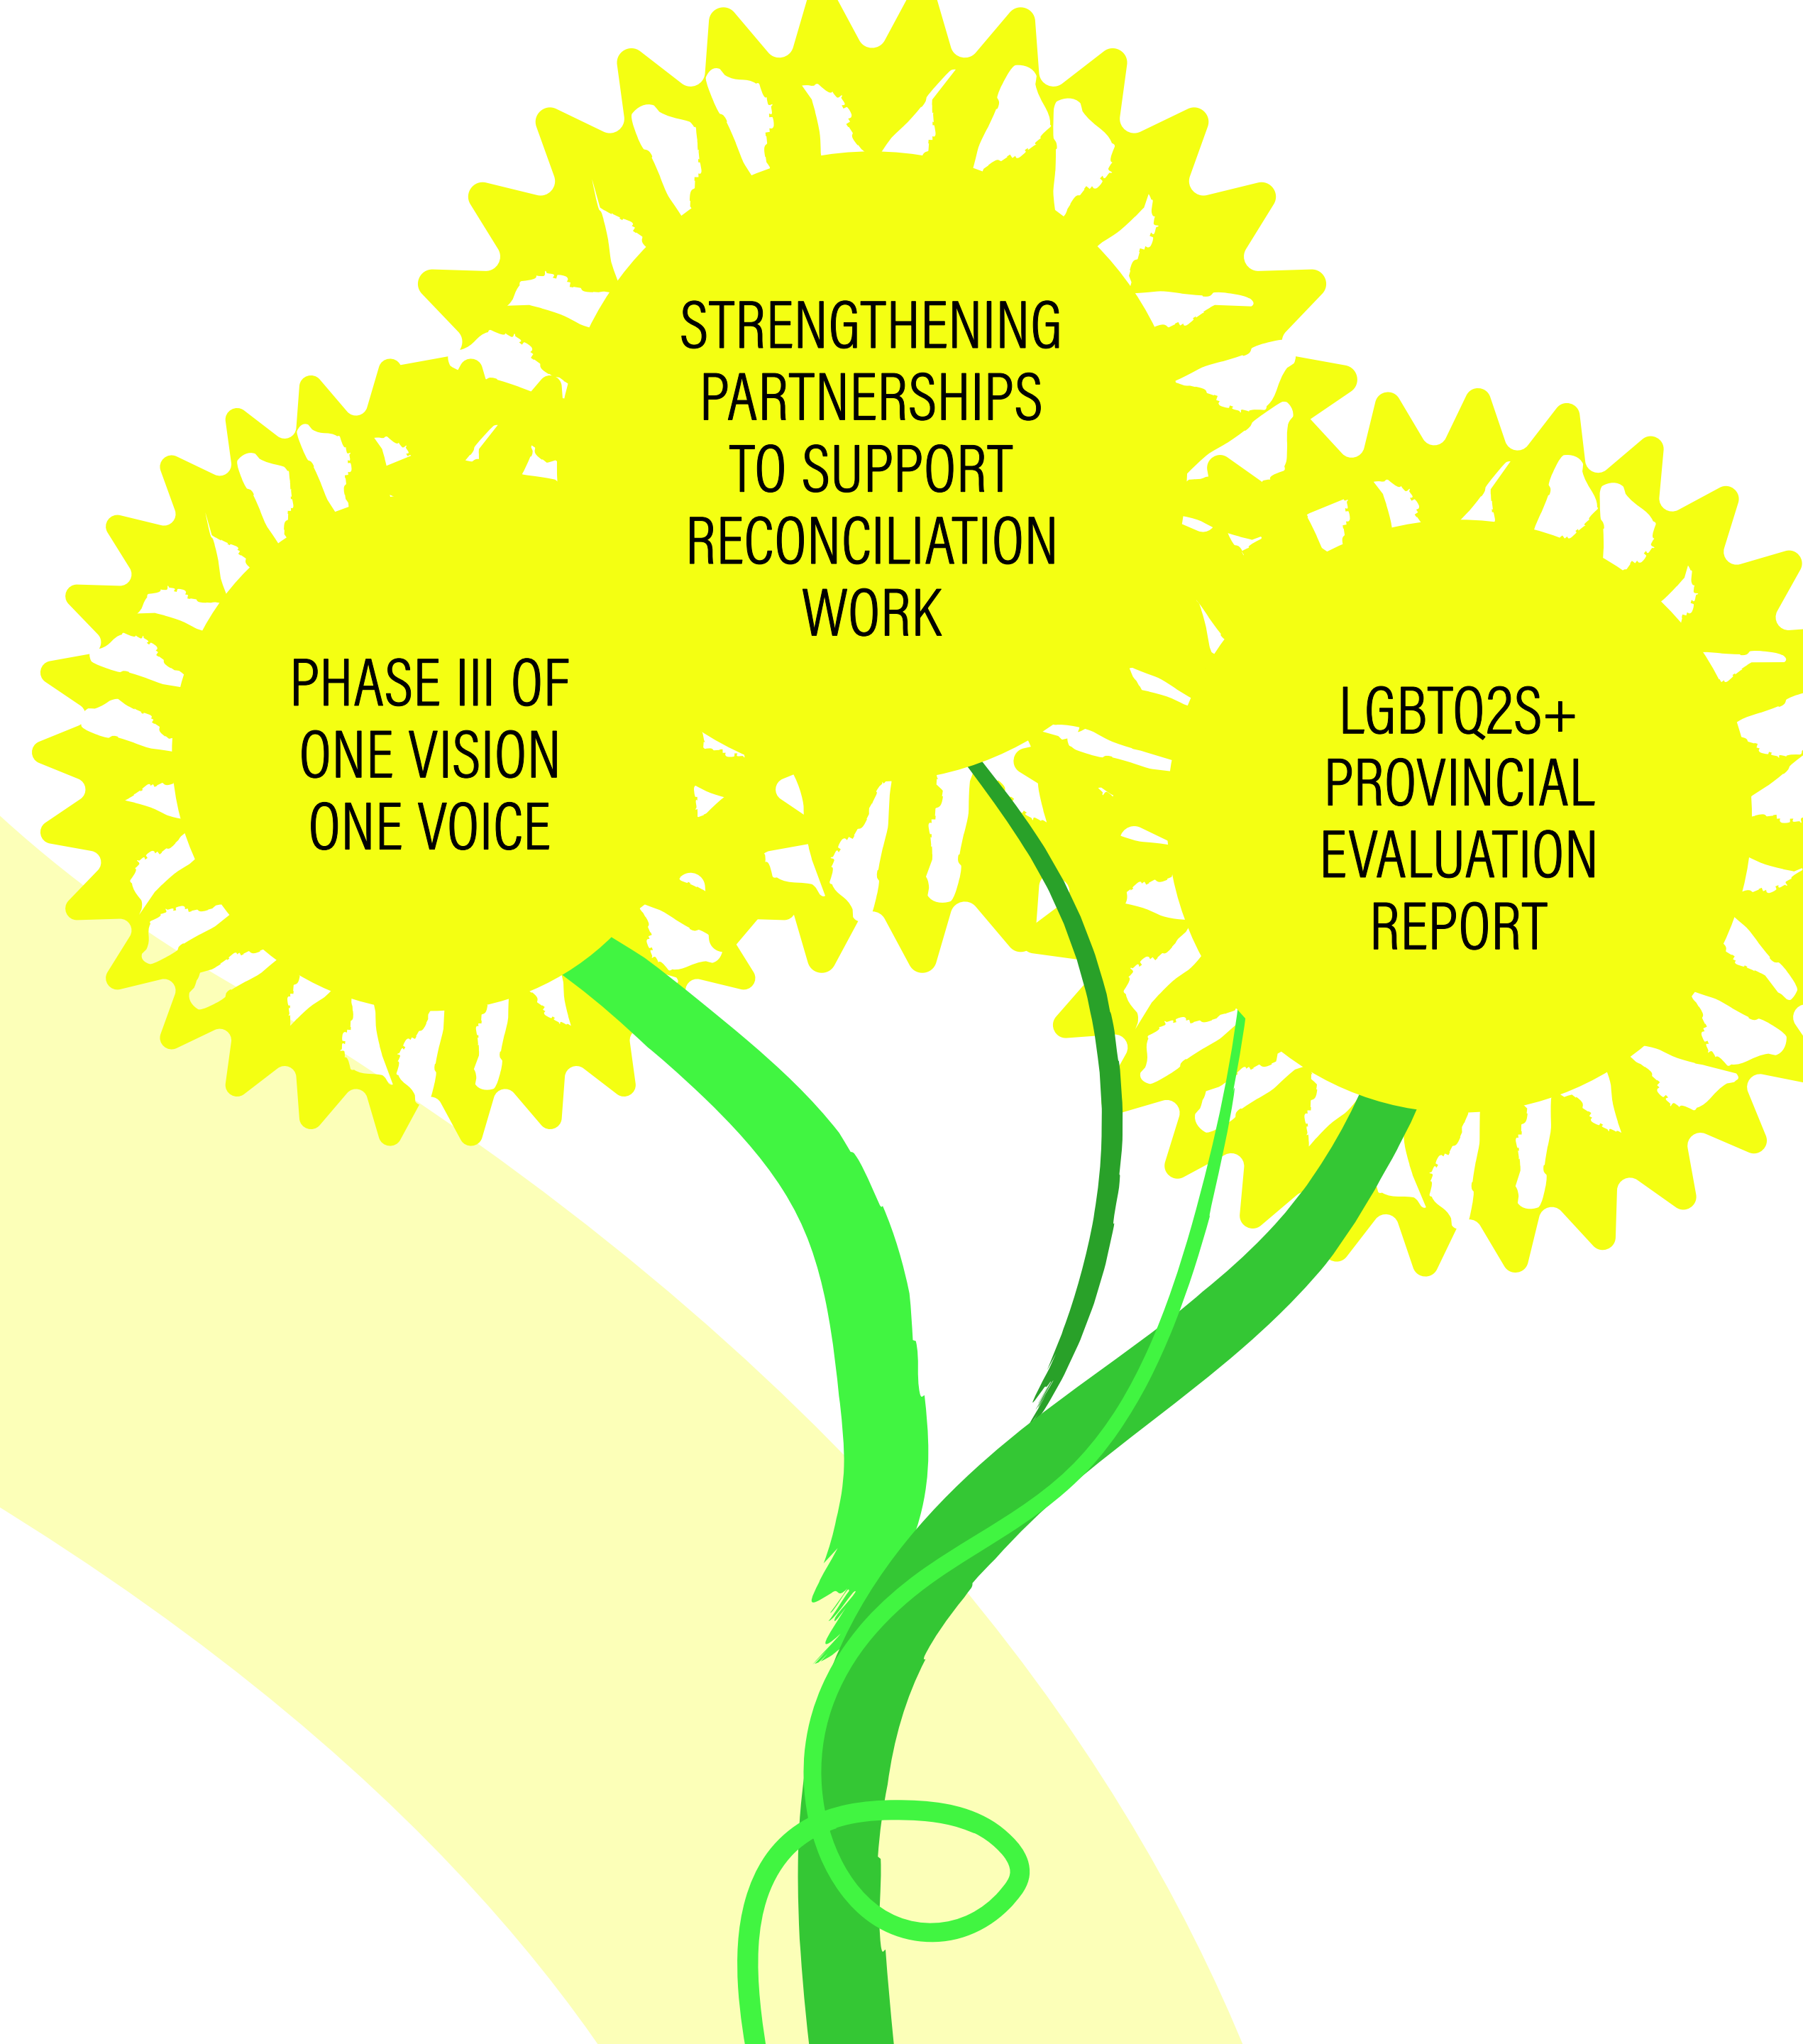 STRENGTHENING
PARTNERSHIPS
TO SUPPORT
RECONCILIATION
WORK
PHASE III OF
ONE VISION
ONE VOICE
LGBTQ2S+
PROVINCIAL
EVALUATION
REPORT